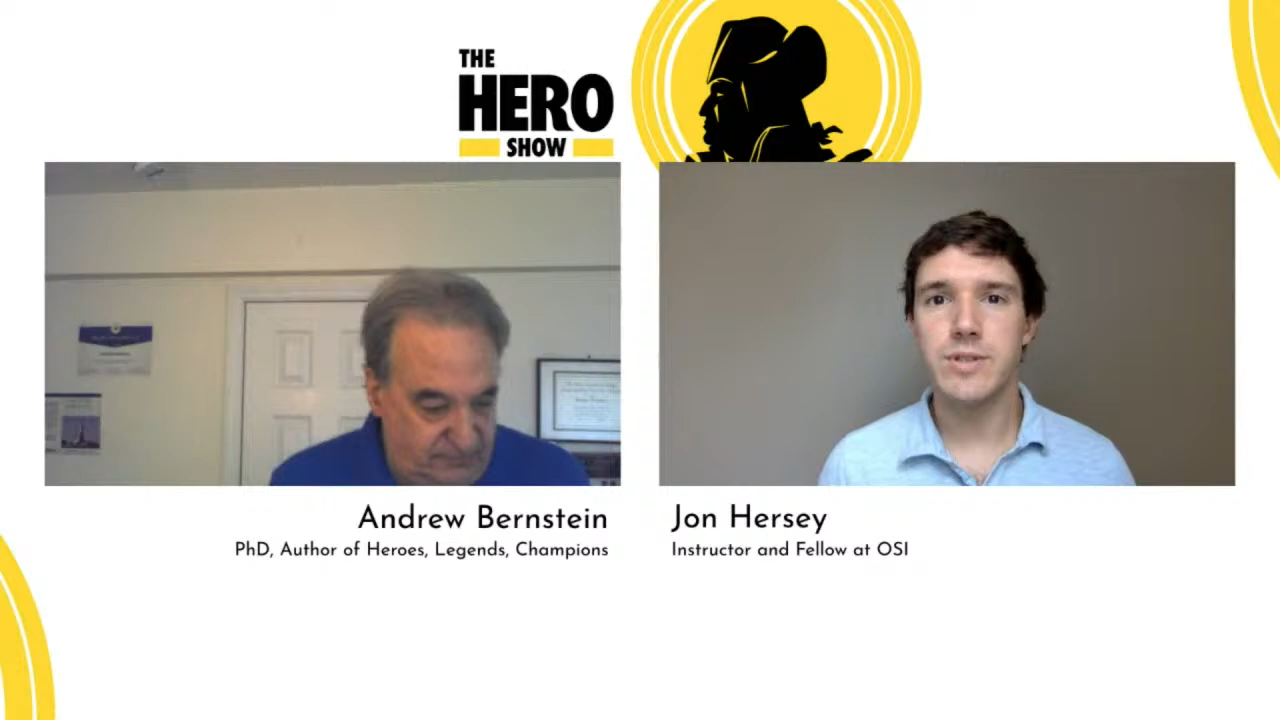 THE
HERO
SHOW
Andrew Bernstein
PhD, Author of Heroes, Legends, Champions
Jon Hersey
Instructor and Fellow at OSI